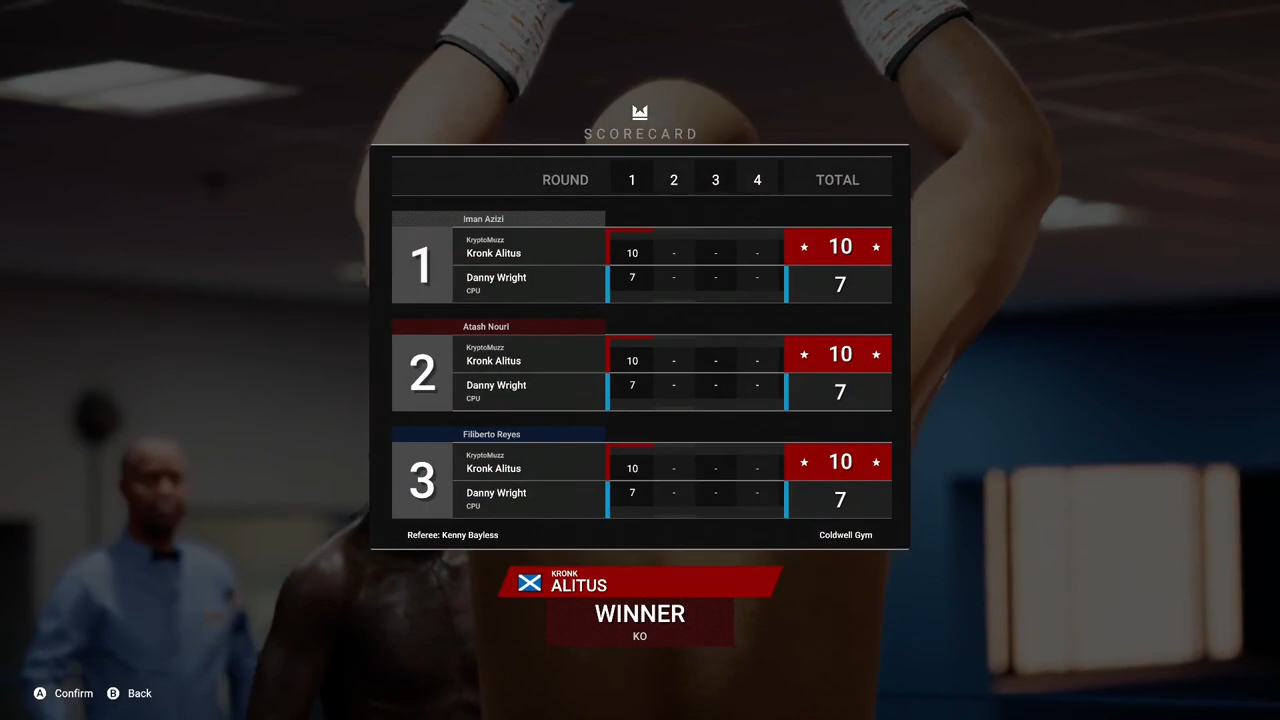 SCORECARD
ROUND 1 2 3 4 TOTAL
Iman Azizi
1
KryptoMuzz
Kronk Alitus 10 - - - ★ 10 ★
Danny Wright 7 - - - 7
CPU
Atash Nouri
2
KryptoMuzz
Kronk Alitus 10 - - - ★ 10 ★
Danny Wright 7 - - - 7
CPU
Filiberto Reyes
3
KryptoMuzz
Kronk Alitus 10 - - - ★ 10 ★
Danny Wright 7 - - - 7
CPU
Referee: Kenny Bayless Coldwell Gym
KRONK
ALITUS
WINNER
KO
A Confirm B Back